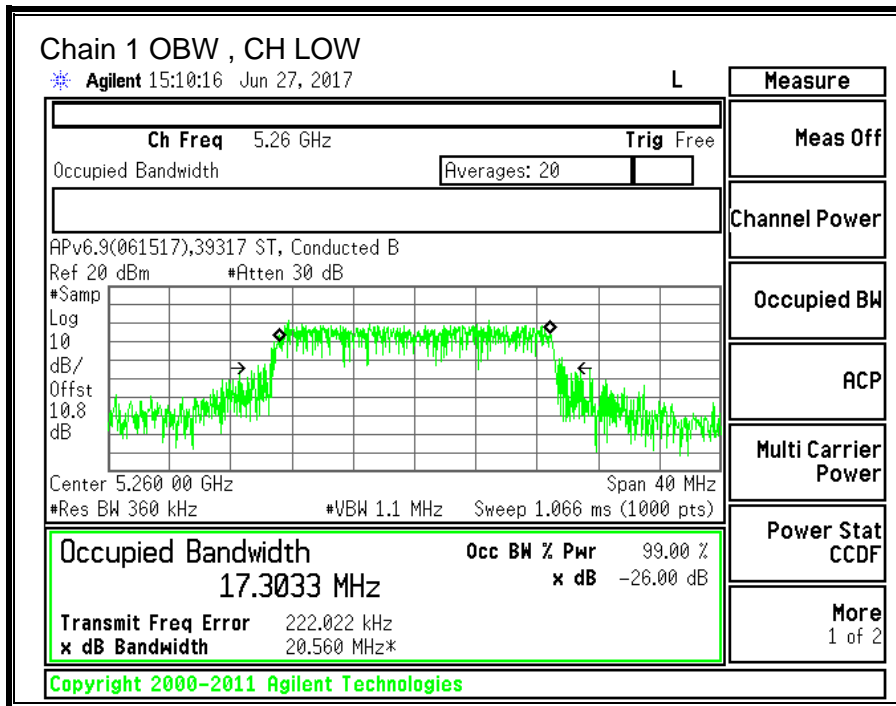 Chain 1 OBW , CH LOW
Agilent 15:10:16 Jun 27, 2017 L
Measure
Ch Freq 5.26 GHz Trig Free
Occupied Bandwidth Averages: 20
APv6.9(061517),39317 ST, Conducted B
Ref 20 dBm #Atten 30 dB
#Samp
Log
10
dB/
Offst
10.8
dB
Center 5.260 00 GHz Span 40 MHz
#Res BW 360 kHz #VBW 1.1 MHz Sweep 1.066 ms (1000 pts)
Occupied Bandwidth Occ BW % Pwr 99.00 %
17.3033 MHz x dB -26.00 dB
Transmit Freq Error 222.022 kHz
x dB Bandwidth 20.560 MHz*
Copyright 2000-2011 Agilent Technologies
Meas Off
Channel Power
Occupied BW
ACP
Multi Carrier
Power
Power Stat
CCDF
More
1 of 2